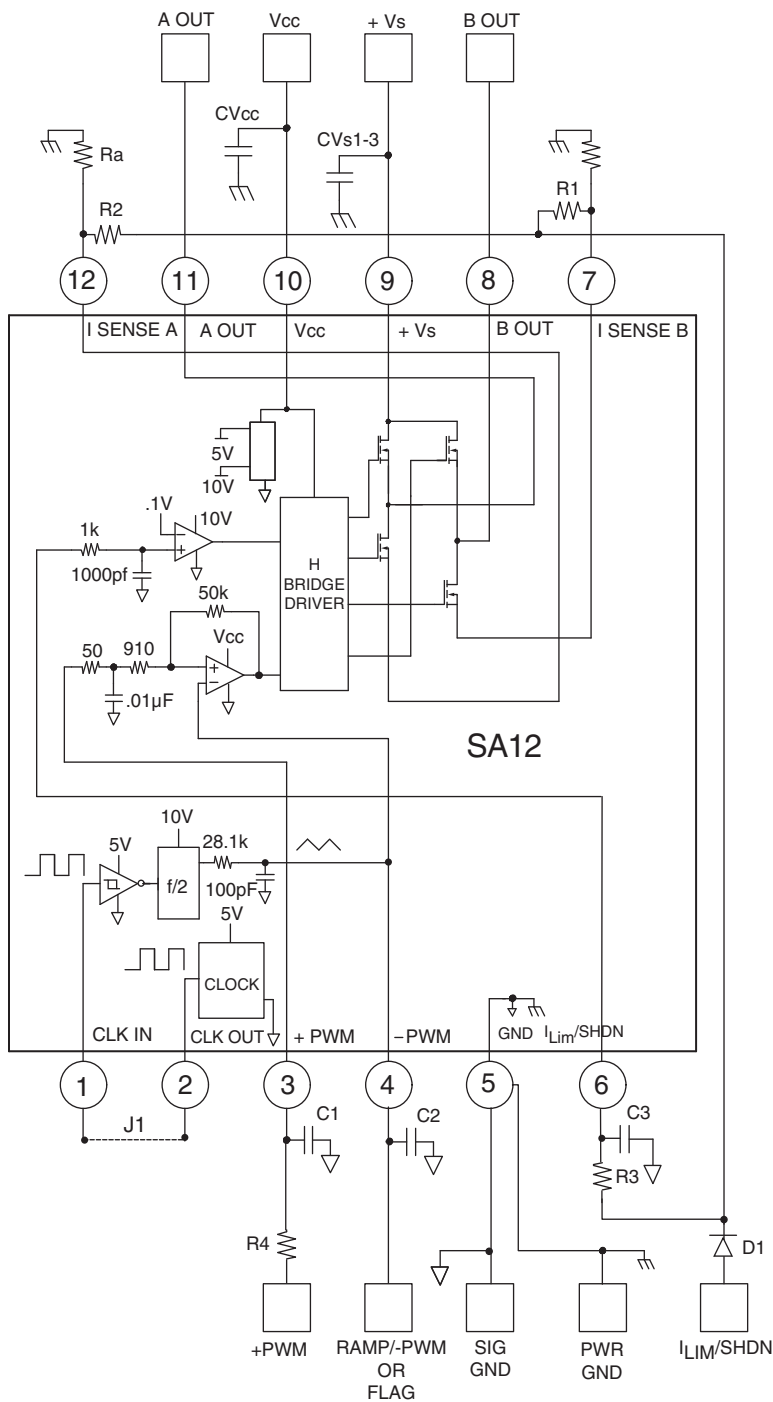 A OUT
Vcc
+ Vs
B OUT
CVcc
CVs1-3
Ra
R2
R1
12
11
10
9
8
7
I SENSE A
A OUT
Vcc
+ Vs
B OUT
I SENSE B
5V
10V
.1V
10V
1k
1000pf
H
BRIDGE
DRIVER
50k
50
910
Vcc
.01µF
SA12
10V
5V
28.1k
f/2
100pF
5V
CLOCK
CLK IN
CLK OUT
+ PWM
–PWM
GND
ILim/SHDN
1
2
3
4
5
6
J1
C1
C2
C3
R3
R4
D1
+PWM
RAMP/-PWM
OR
FLAG
SIG
GND
PWR
GND
ILIM/SHDN